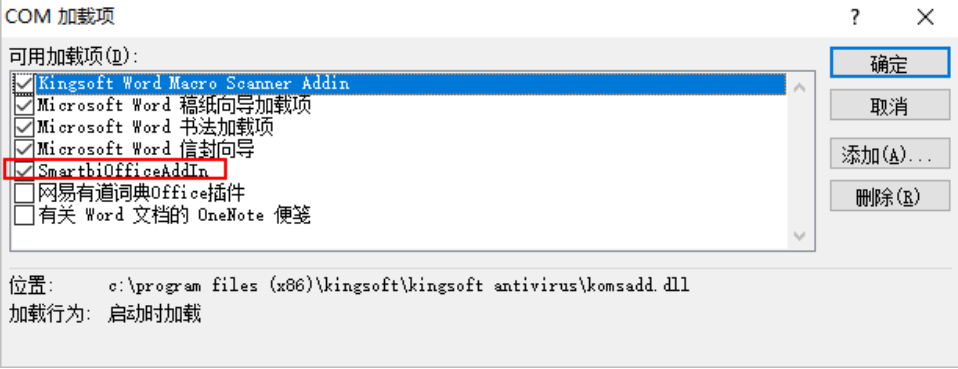 COM 加载项
? ×
可用加载项(D):
Kingsoft Word Macro Scanner Addin
Microsoft Word 稿纸向导加载项
Microsoft Word 书法加载项
Microsoft Word 信封向导
SmartbiOfficeAddIn
网易有道词典Office插件
有关 Word 文档的 OneNote 便笺
确定
取消
添加(A)...
删除(R)
位置: c:\program files (x86)\kingsoft\kingsoft antivirus\komsadd.dll
加载行为: 启动时加载